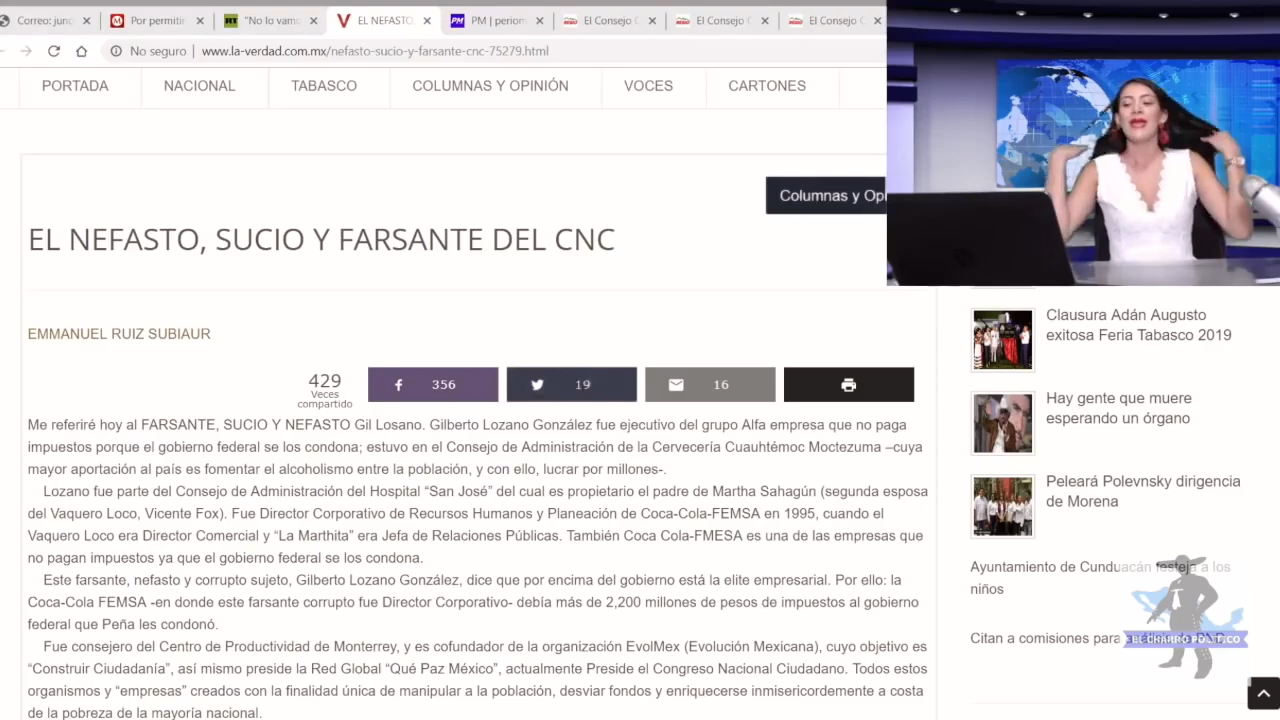 Correo: junt
Por permitir
"No lo vamo
EL NEFASTO,
PM | period
El Consejo C
El Consejo C
El Consejo C
No seguro | www.la-verdad.com.mx/nefasto-sucio-y-farsante-cnc-75279.html
PORTADA NACIONAL TABASCO COLUMNAS Y OPINIÓN VOCES CARTONES
Columnas y Op
EL NEFASTO, SUCIO Y FARSANTE DEL CNC
EMMANUEL RUIZ SUBIAUR
429
Veces
compartido
356
19
16
Me referiré hoy al FARSANTE, SUCIO Y NEFASTO Gil Losano. Gilberto Lozano González fue ejecutivo del grupo Alfa empresa que no paga
impuestos porque el gobierno federal se los condona; estuvo en el Consejo de Administración de la Cervecería Cuauhtémoc Moctezuma –cuya
mayor aportación al país es fomentar el alcoholismo entre la población, y con ello, lucrar por millones-.
Lozano fue parte del Consejo de Administración del Hospital “San José” del cual es propietario el padre de Martha Sahagún (segunda esposa
del Vaquero Loco, Vicente Fox). Fue Director Corporativo de Recursos Humanos y Planeación de Coca-Cola-FEMSA en 1995, cuando el
Vaquero Loco era Director Comercial y “La Martita” era Jefa de Relaciones Públicas. También Coca Cola-FMESA es una de las empresas que
no pagan impuestos ya que el gobierno federal se los condona.
Este farsante, nefasto y corrupto sujeto, Gilberto Lozano González, dice que por encima del gobierno está la elite empresarial. Por ello: la
Coca-Cola FEMSA -en donde este farsante corrupto fue Director Corporativo- debía más de 2,200 millones de pesos de impuestos al gobierno
federal que Peña les condonó.
Fue consejero del Centro de Productividad de Monterrey, y ex cofundador de la organización EvolMex (Evolución Mexicana), cuyo objetivo es
“Construir Ciudadanía”, así mismo preside la Red Global “Qué Paz México”, actualmente Preside el Congreso Nacional Ciudadano. Todos estos
organismos y “empresas” creados con la finalidad única de manipular a la población, desviar fondos y enriquecerse inmisericordemente a costa
de la pobreza de la mayoría nacional.
Clausura Adán Augusto
exitosa Feria Tabasco 2019
Hay gente que muere
esperando un órgano
Peleará Polevnsky dirigencia
de Morena
Ayuntamiento de Cunduacán festeja a los
niños
Citan a comisiones para
EL CHARRO POLÍTICO